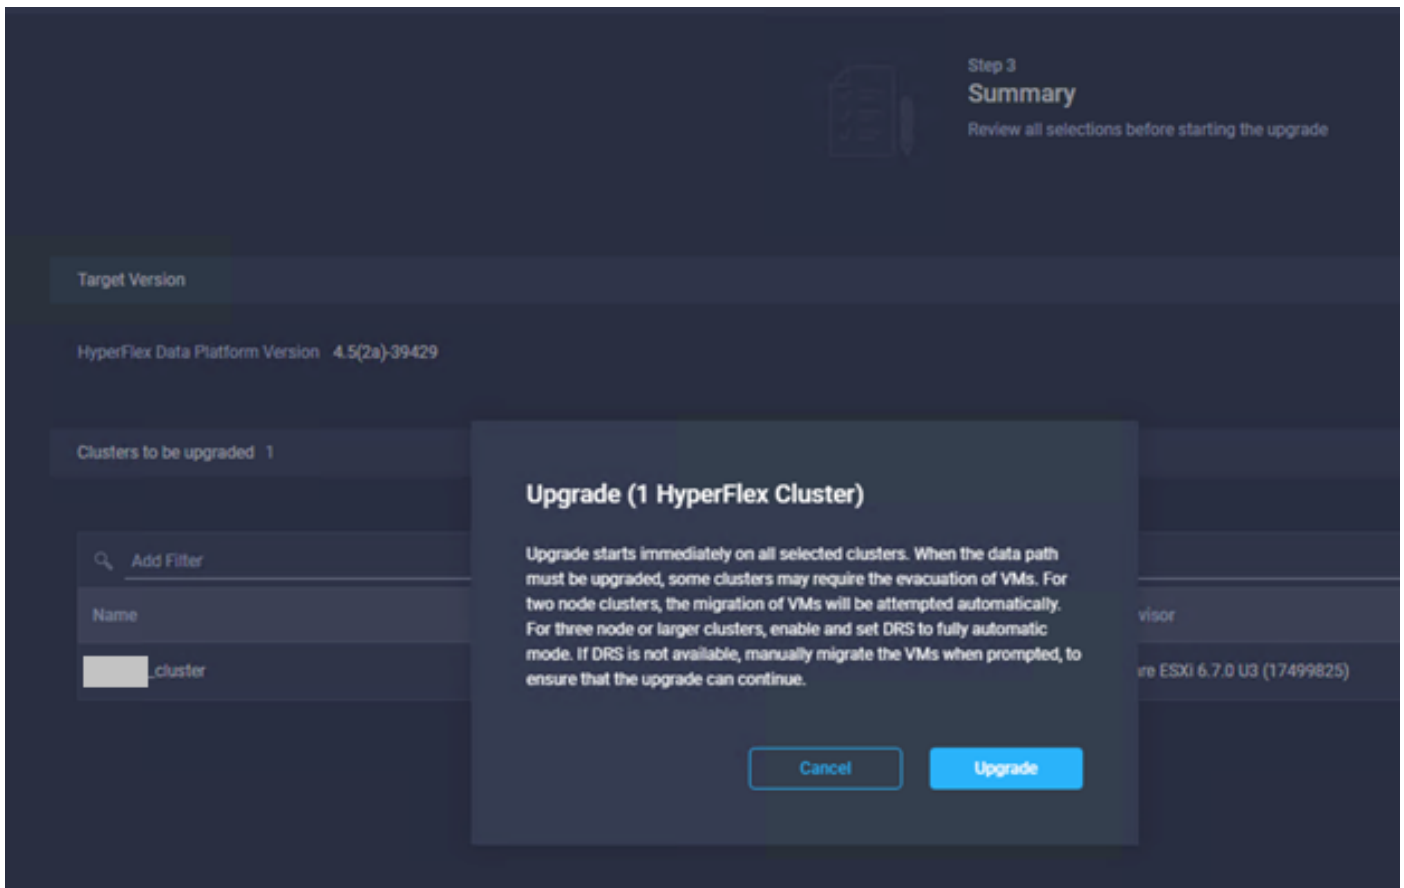 Step 3
Summary
Review all selections before starting the upgrade
Target Version
HyperFlex Data Platform Version 4.5(2a)-39429
Clusters to be upgraded 1
Upgrade (1 HyperFlex Cluster)
Upgrade starts immediately on all selected clusters. When the data path
must be upgraded, some clusters may require the evacuation of VMs. For
two node clusters, the migration of VMs will be attempted automatically.
For three node or larger clusters, enable and set DRS to fully automatic
mode. If DRS is not available, manually migrate the VMs when prompted, to
ensure that the upgrade can continue.
Cancel Upgrade
Add Filter
Name visor
_cluster re ESXi 6.7.0 U3 (17499825)